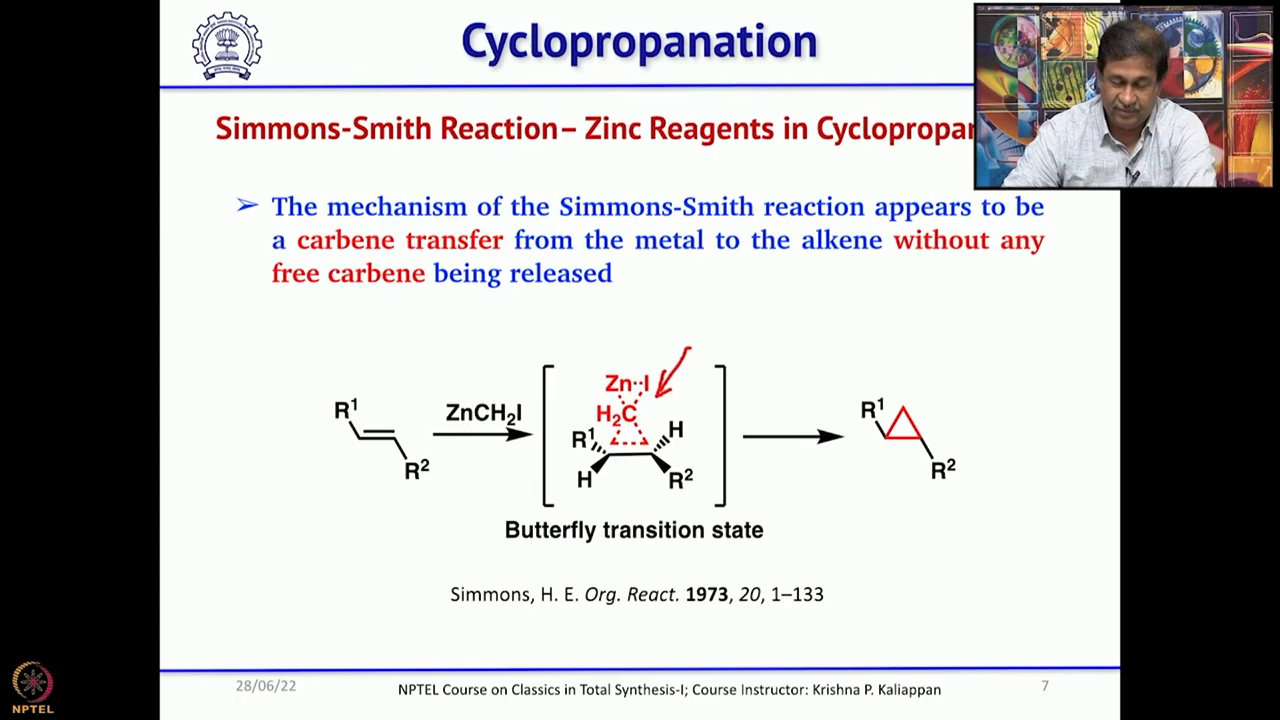 Cyclopropanation
Simmons-Smith Reaction– Zinc Reagents in Cyclopropan
➢ The mechanism of the Simmons-Smith reaction appears to be
a carbene transfer from the metal to the alkene without any
free carbene being released
R¹
R²
ZnCH₂I
Zn··I
H₂C
R¹
H
H
R²
R¹
R²
Butterfly transition state
Simmons, H. E. Org. React. 1973, 20, 1–133
NPTEL
28/06/22
NPTEL Course on Classics in Total Synthesis-I; Course Instructor: Krishna P. Kaliappan
7